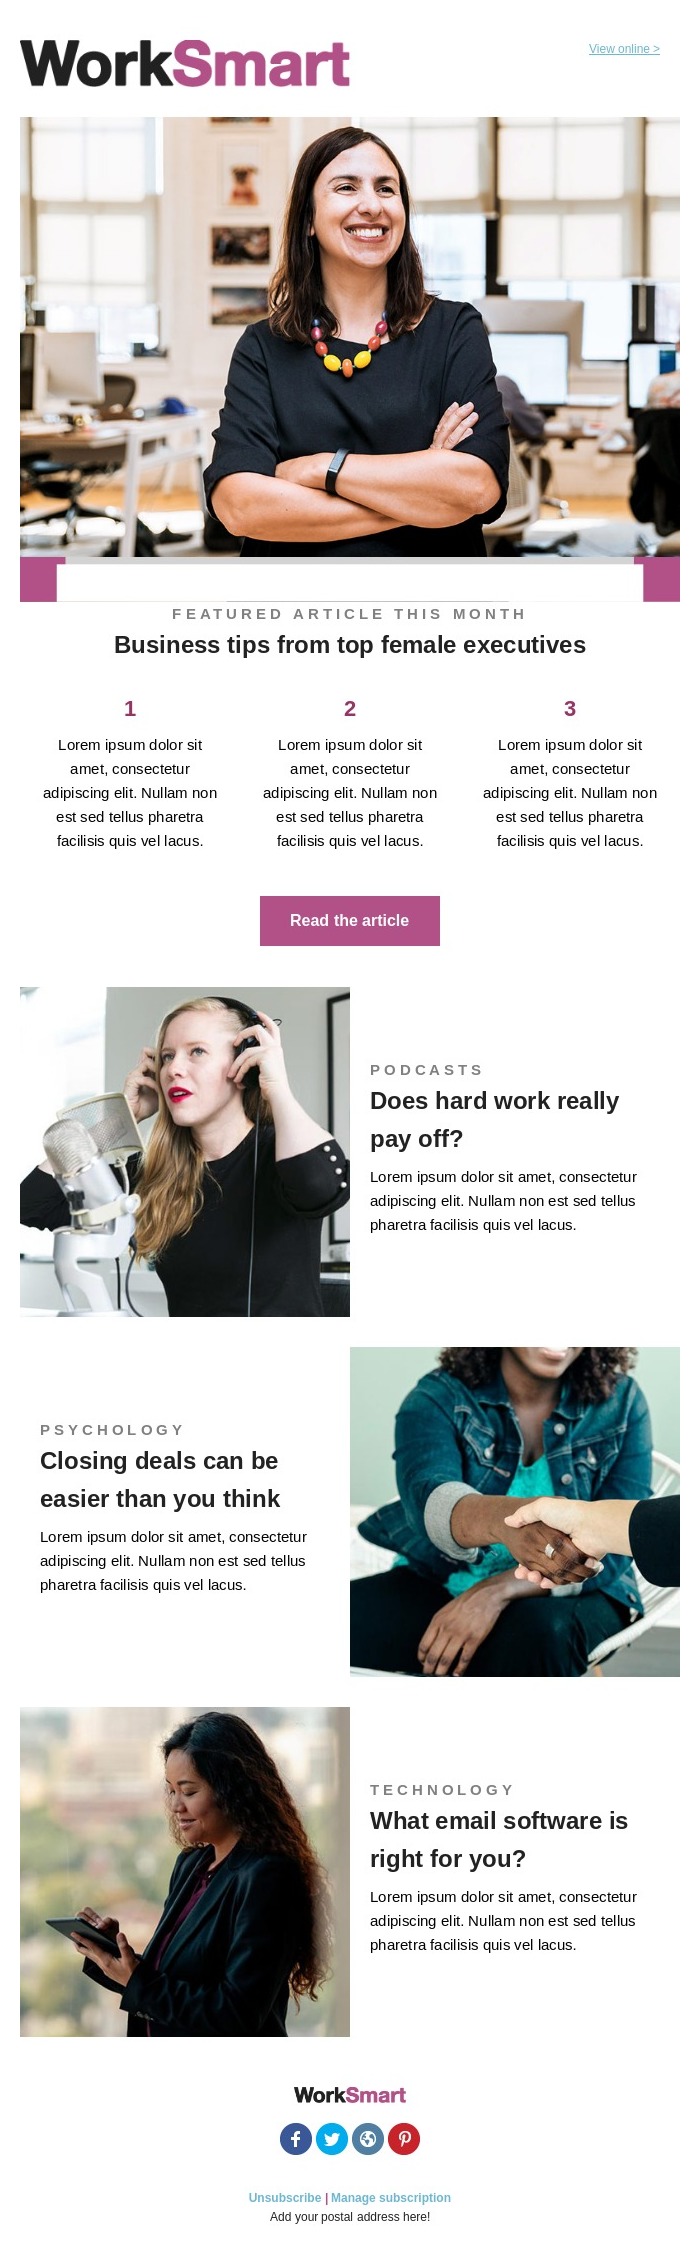 WorkSmart
View online >
FEATURED ARTICLE THIS MONTH
Business tips from top female executives
1
Lorem ipsum dolor sit
amet, consectetur
adipiscing elit. Nullam non
est sed tellus pharetra
facilisis quis vel lacus.
2
Lorem ipsum dolor sit
amet, consectetur
adipiscing elit. Nullam non
est sed tellus pharetra
facilisis quis vel lacus.
3
Lorem ipsum dolor sit
amet, consectetur
adipiscing elit. Nullam non
est sed tellus pharetra
facilisis quis vel lacus.
Read the article
PODCASTS
Does hard work really
pay off?
Lorem ipsum dolor sit amet, consectetur
adipiscing elit. Nullam non est sed tellus
pharetra facilisis quis vel lacus.
PSYCHOLOGY
Closing deals can be
easier than you think
Lorem ipsum dolor sit amet, consectetur
adipiscing elit. Nullam non est sed tellus
pharetra facilisis quis vel lacus.
TECHNOLOGY
What email software is
right for you?
Lorem ipsum dolor sit amet, consectetur
adipiscing elit. Nullam non est sed tellus
pharetra facilisis quis vel lacus.
WorkSmart
Unsubscribe | Manage subscription
Add your postal address here!